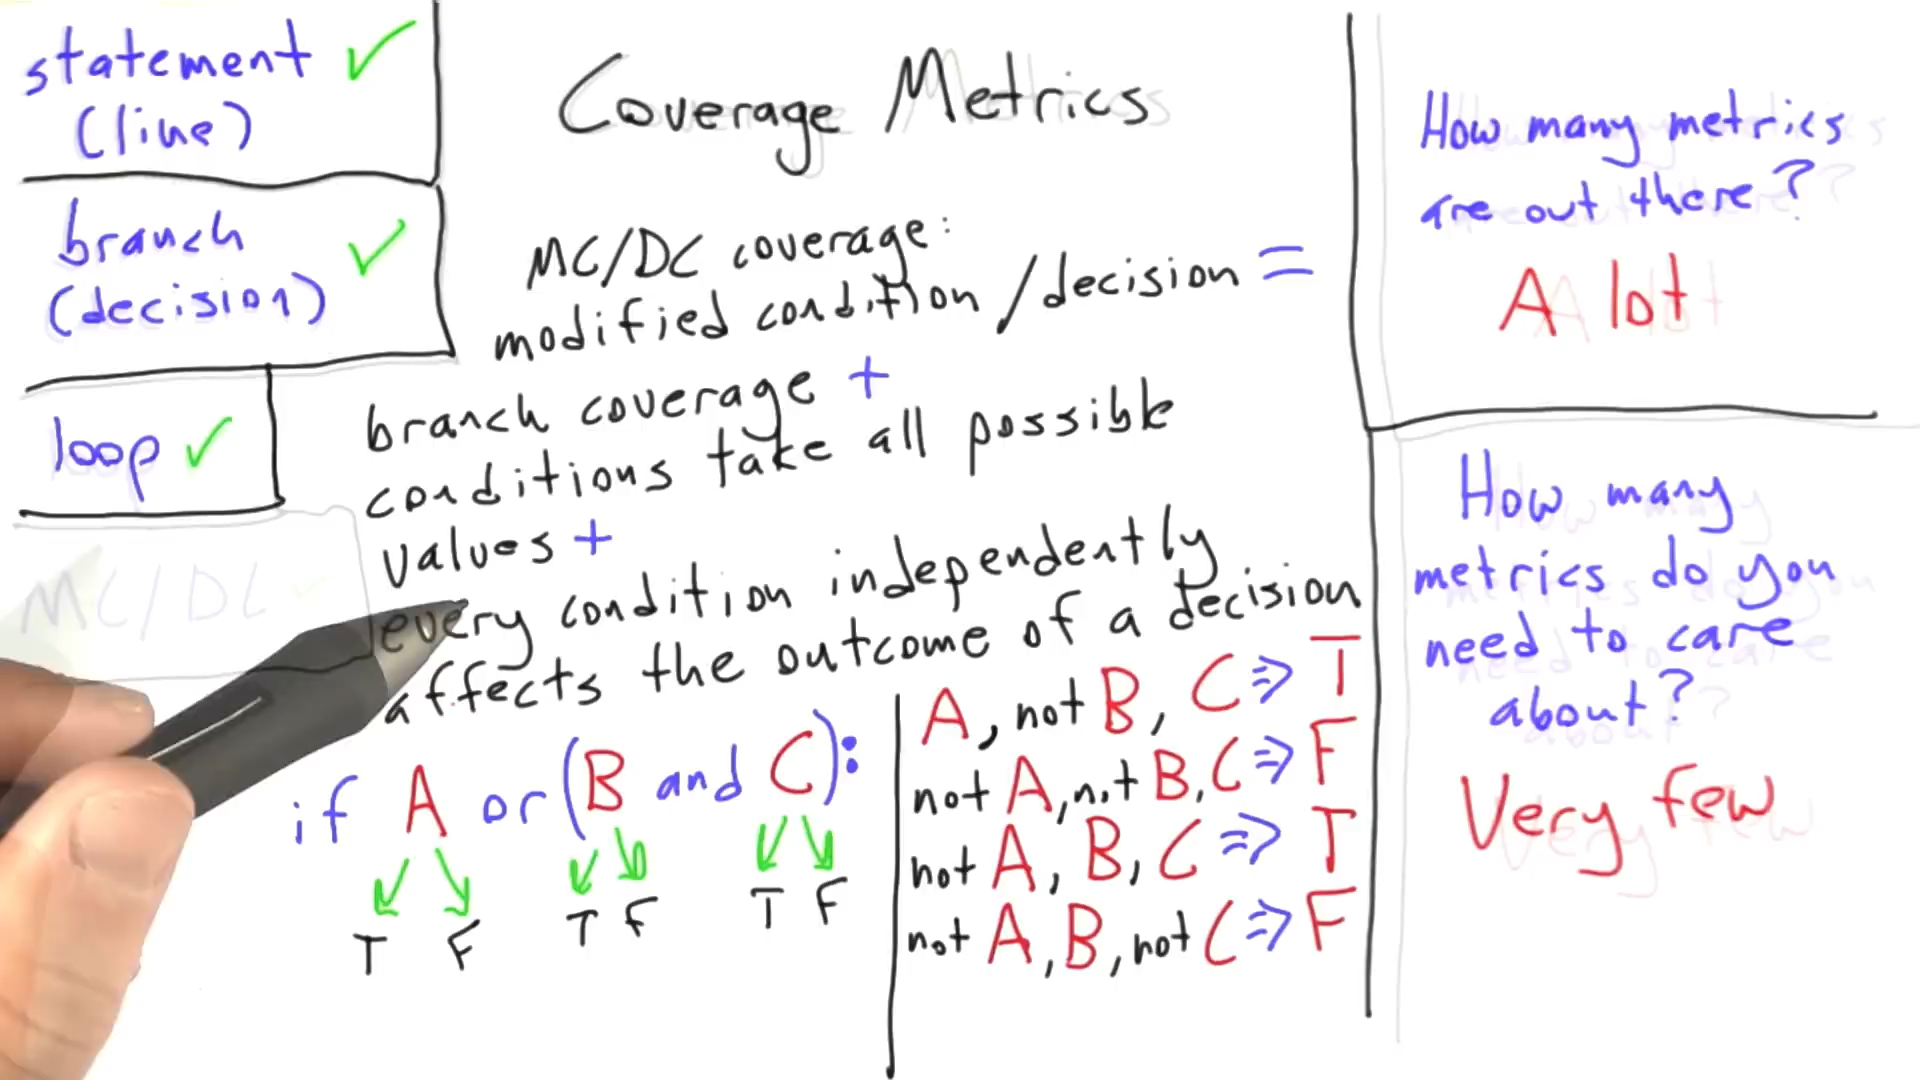 statement
(line)
branch
(decision)
loop
MC/DC
Coverage Metrics
MC/DC coverage:
modified condition / decision =
branch coverage +
conditions take all possible
values +
every condition independently
affects the outcome of a decision
if A or (B and C):
T F T F T F
A, not B, C => T
not A, not B, C => F
not A, B, C => T
not A, B, not C => F
How many metrics
are out there?
A lot
How many
metrics do you
need to care
about?
Very few